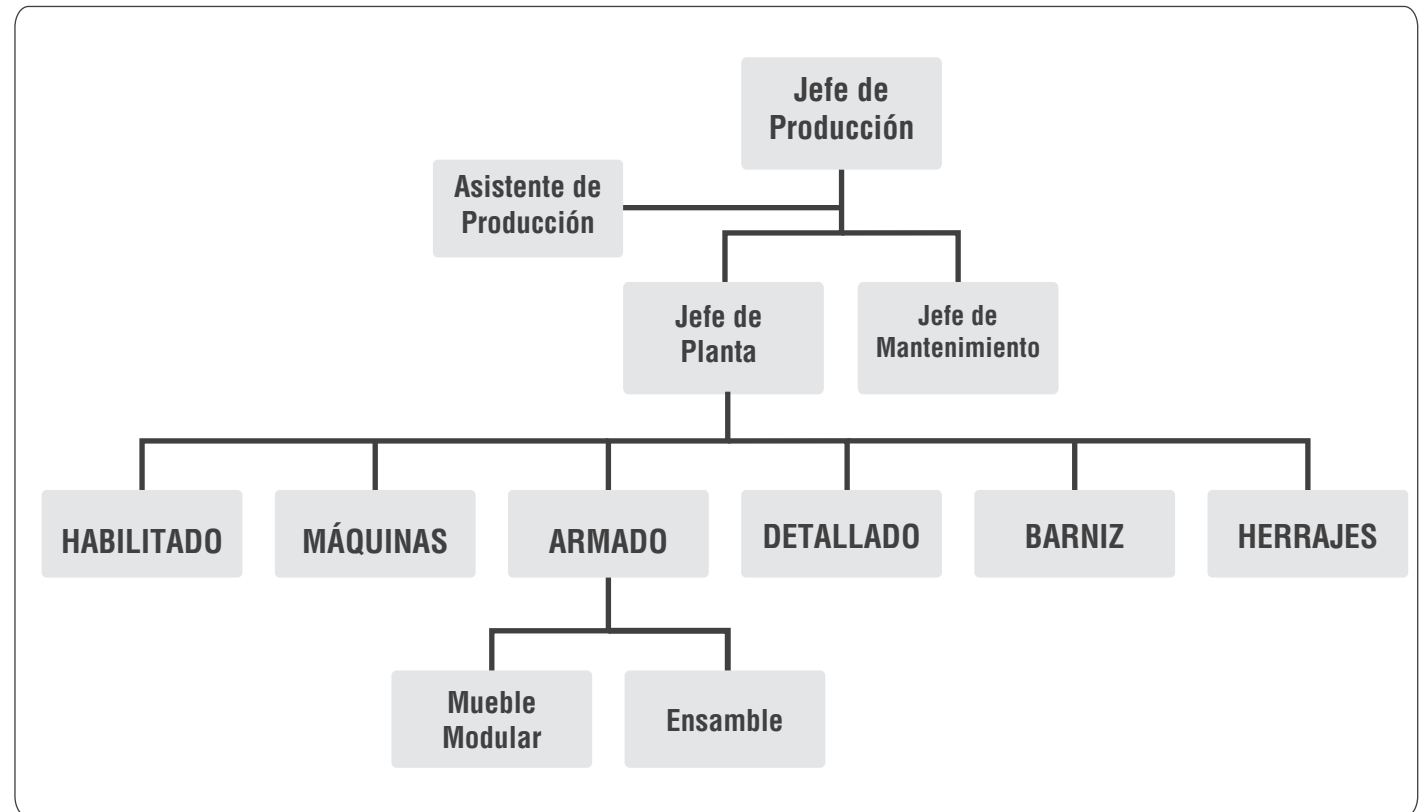 Jefe de
Producción
Asistente de
Producción
Jefe de
Planta
Jefe de
Mantenimiento
HABILITADO
MÁQUINAS
ARMADO
DETALLADO
BARNIZ
HERRAJES
Mueble
Modular
Ensamble